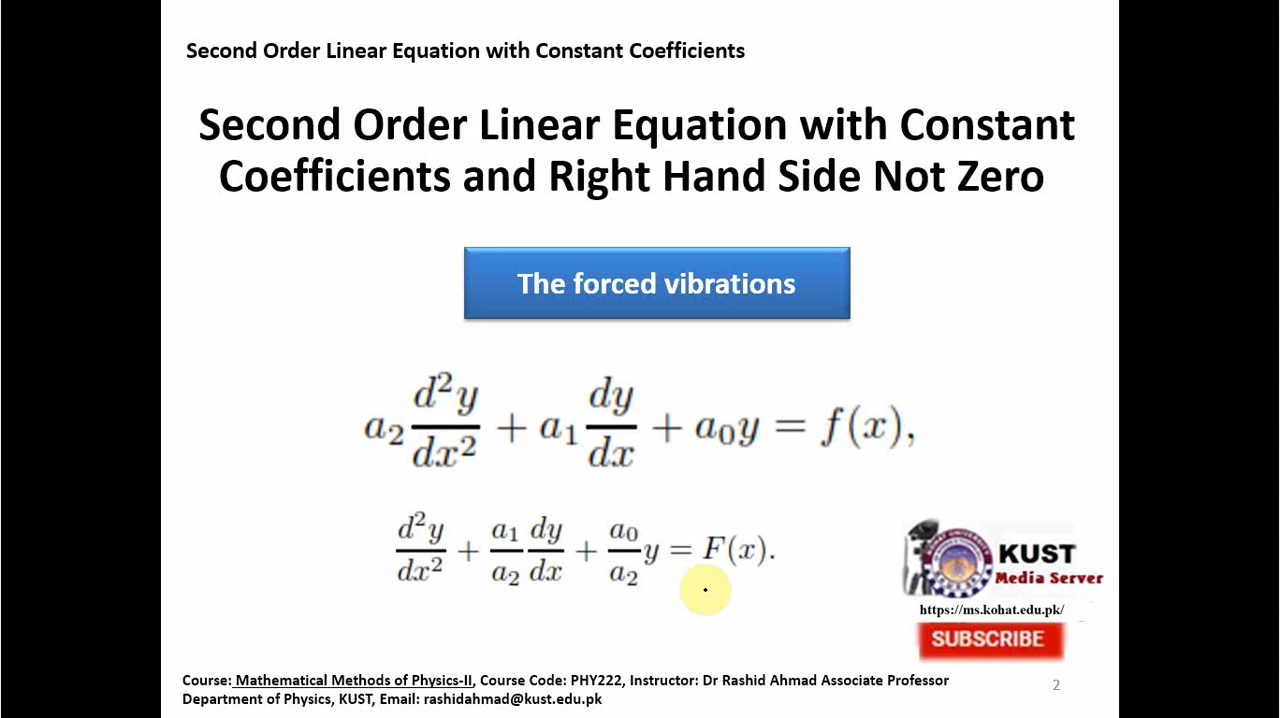 Second Order Linear Equation with Constant Coefficients
Second Order Linear Equation with Constant
Coefficients and Right Hand Side Not Zero
The forced vibrations
a₂ d²y/dx² + a₁ dy/dx + a₀y = f(x),
d²y/dx² + a₁/a₂ dy/dx + a₀/a₂ y = F(x).
KUST
Media Server
https://ms.kohat.edu.pk/
SUBSCRIBE
Course: Mathematical Methods of Physics-II, Course Code: PHY222, Instructor: Dr Rashid Ahmad Associate Professor
Department of Physics, KUST, Email: rashidahmad@kust.edu.pk
2